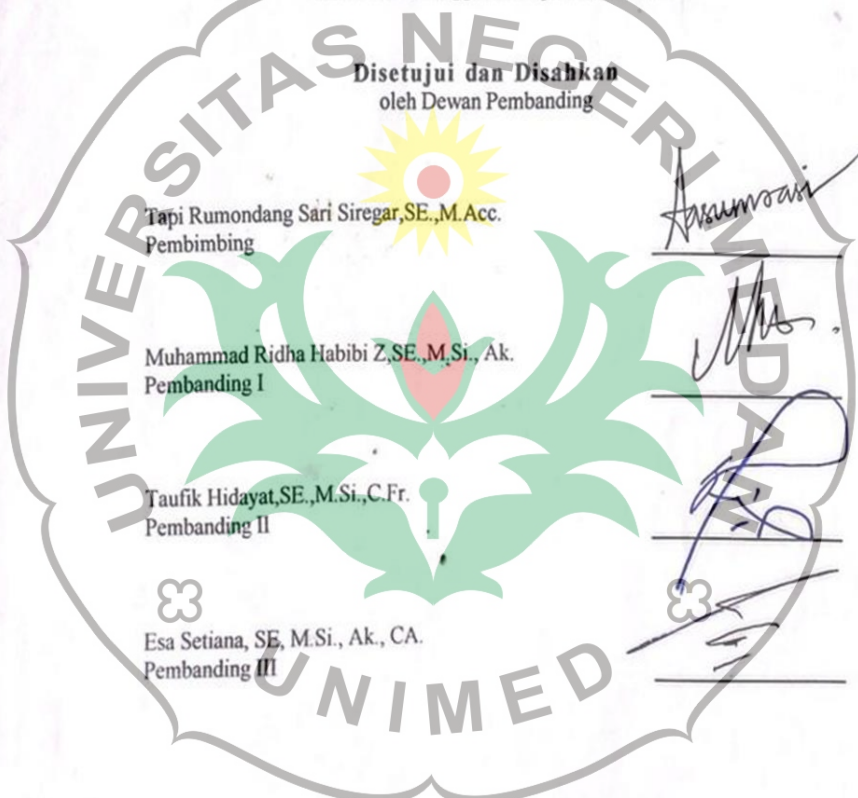 Disetujui dan Disahkan
oleh Dewan Pembanding
Tapi Rumondang Sari Siregar,SE.,M.Acc.
Pembimbing
Muhammad Ridha Habibi Z,SE.,M.Si., Ak.
Pembanding I
Taufik Hidayat,SE.,M.Si.,C.Fr.
Pembanding II
Esa Setiana, SE, M.Si., Ak., CA.
Pembanding III
UNIVERSITAS NEGERI MEDAN
UNIMED